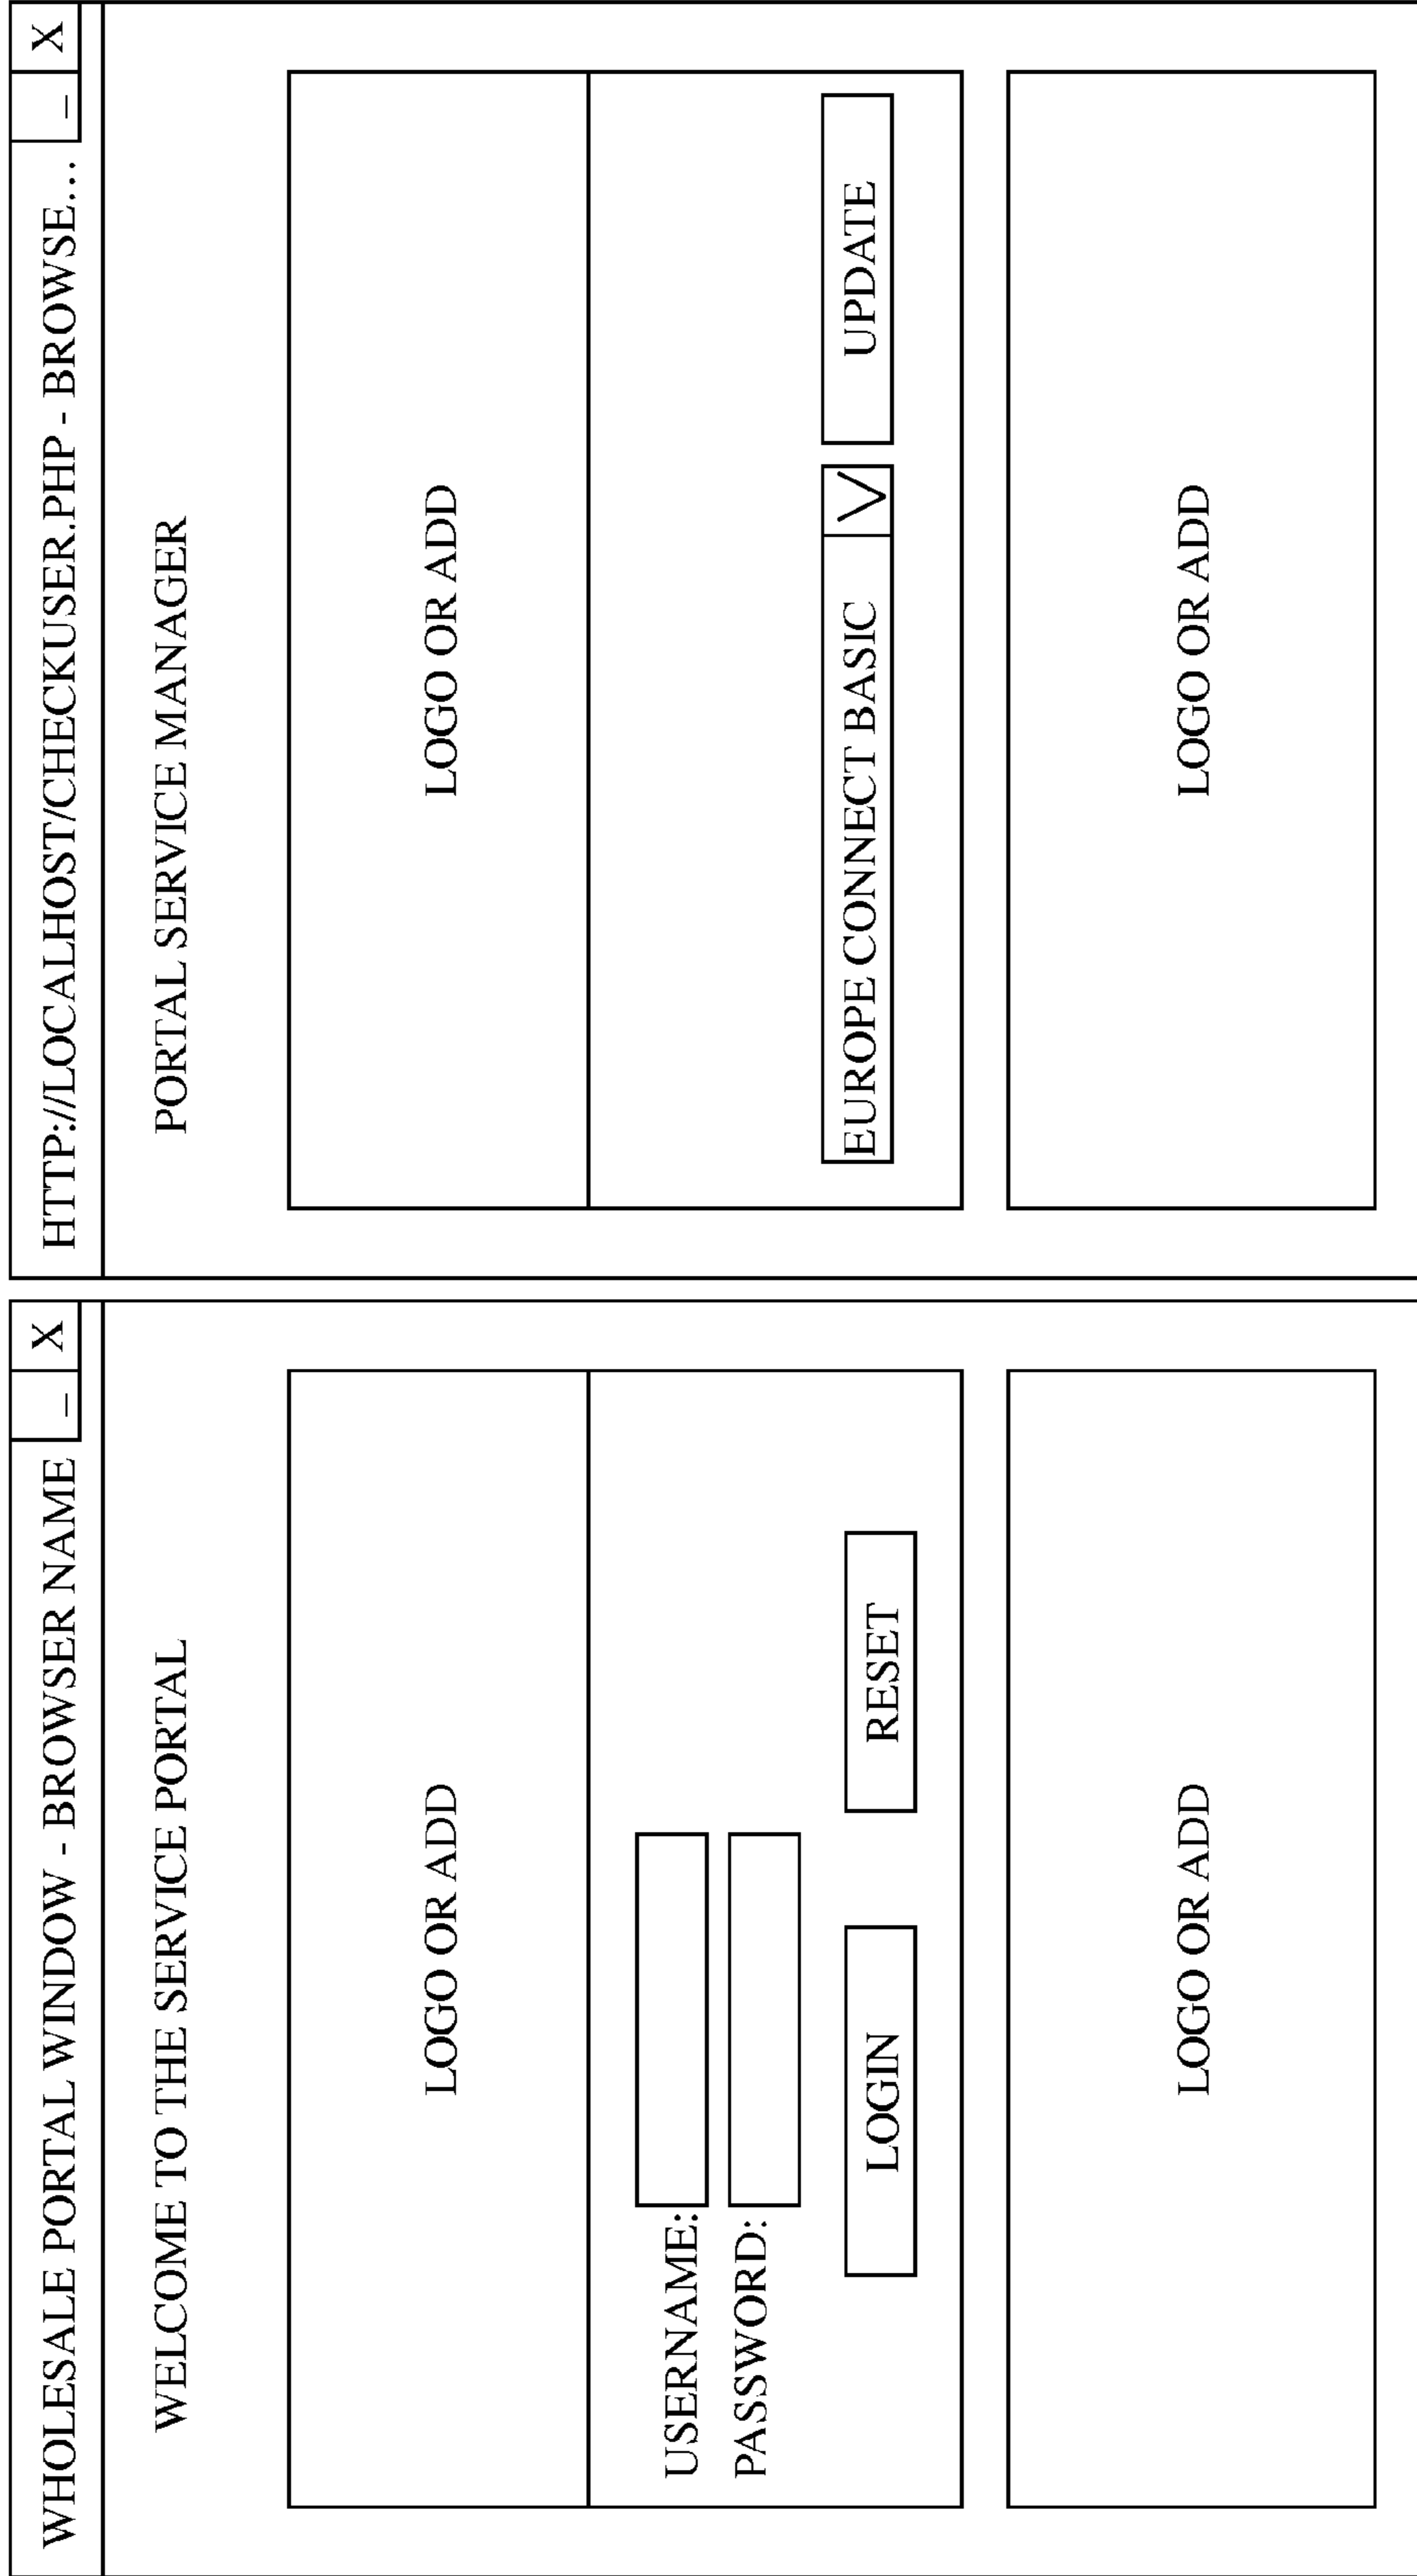 WHOLESALE PORTAL WINDOW - BROWSER NAME _ X
WELCOME TO THE SERVICE PORTAL
LOGO OR ADD
USERNAME:
PASSWORD:
LOGIN RESET
LOGO OR ADD
HTTP://LOCALHOST/CHECKUSER.PHP - BROWSE... _ X
PORTAL SERVICE MANAGER
LOGO OR ADD
EUROPE CONNECT BASIC UPDATE
LOGO OR ADD